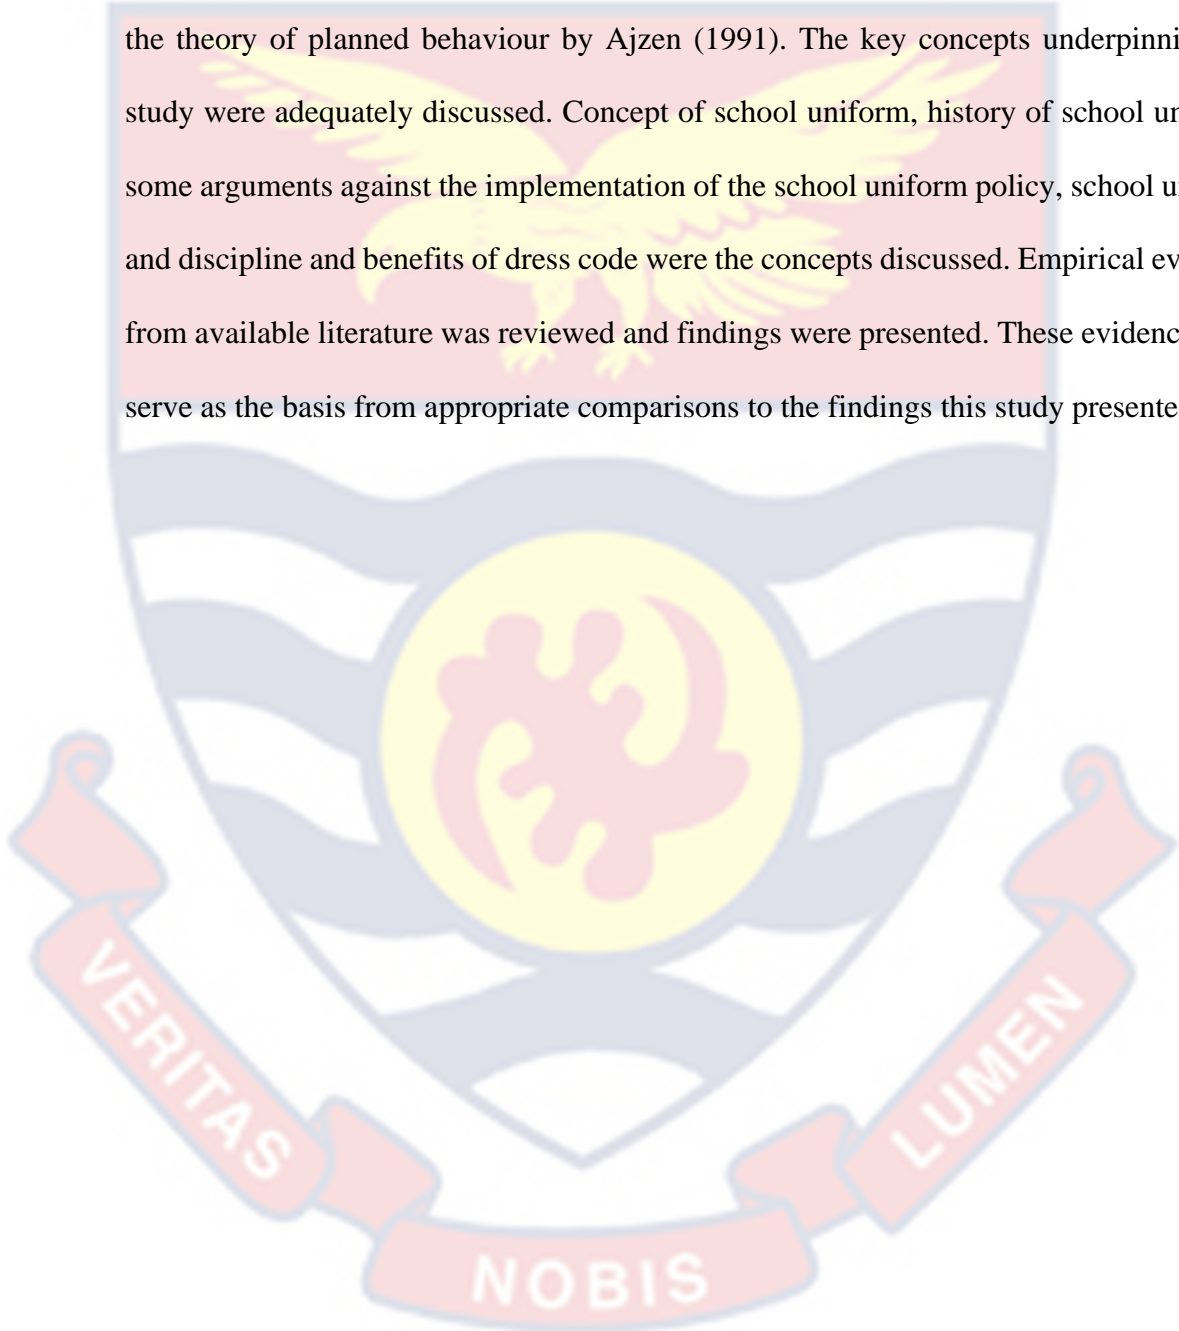 the theory of planned behaviour by Ajzen (1991). The key concepts underpinni
study were adequately discussed. Concept of school uniform, history of school un
some arguments against the implementation of the school uniform policy, school u
and discipline and benefits of dress code were the concepts discussed. Empirical ev
from available literature was reviewed and findings were presented. These evidenc
serve as the basis from appropriate comparisons to the findings this study presente
VERITAS
NOBIS
LUMEN